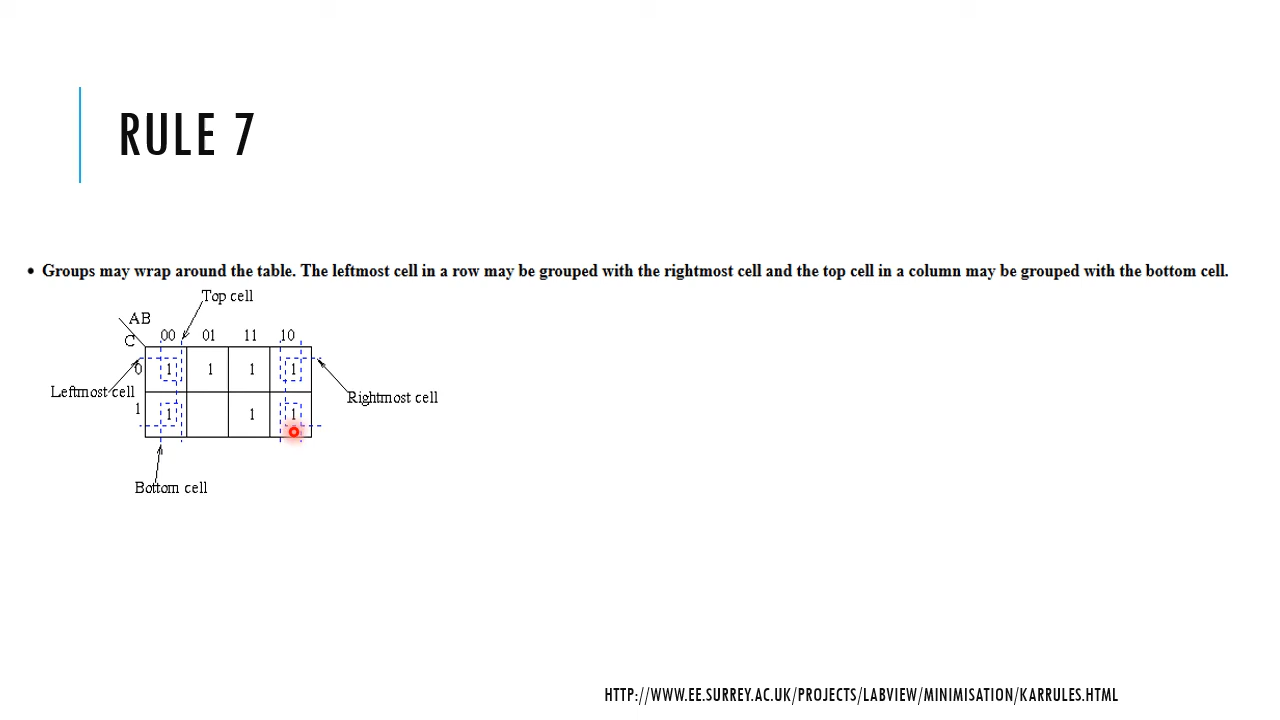 RULE 7
• Groups may wrap around the table. The leftmost cell in a row may be grouped with the rightmost cell and the top cell in a column may be grouped with the bottom cell.
Top cell
AB
C 00 01 11 10
0 1 1 1 1
Leftmost cell
Rightmost cell
1 1 1 1
Bottom cell
HTTP://WWW.EE.SURREY.AC.UK/PROJECTS/LABVIEW/MINIMISATION/KARRULES.HTML